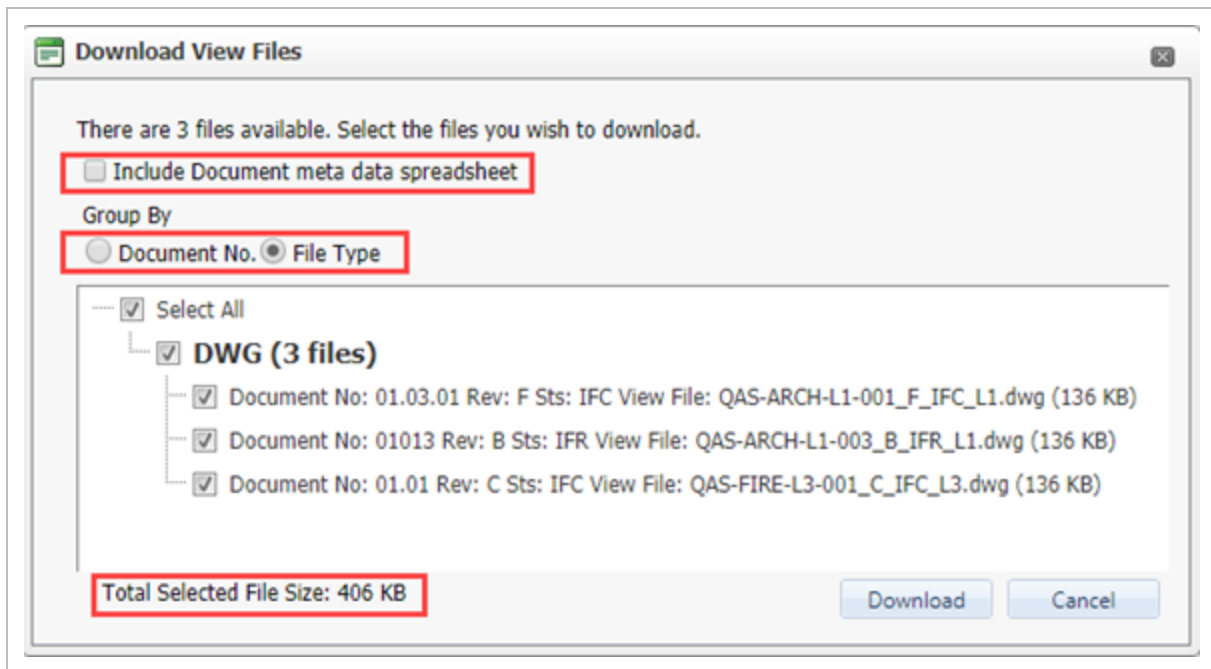 Download View Files
There are 3 files available. Select the files you wish to download.
Include Document meta data spreadsheet
Group By
Document No. File Type
Select All
DWG (3 files)
Document No: 01.03.01 Rev: F Sts: IFC View File: QAS-ARCH-L1-001_F_IFC_L1.dwg (136 KB)
Document No: 01013 Rev: B Sts: IFR View File: QAS-ARCH-L1-003_B_IFR_L1.dwg (136 KB)
Document No: 01.01 Rev: C Sts: IFC View File: QAS-FIRE-L3-001_C_IFC_L3.dwg (136 KB)
Total Selected File Size: 406 KB
Download Cancel